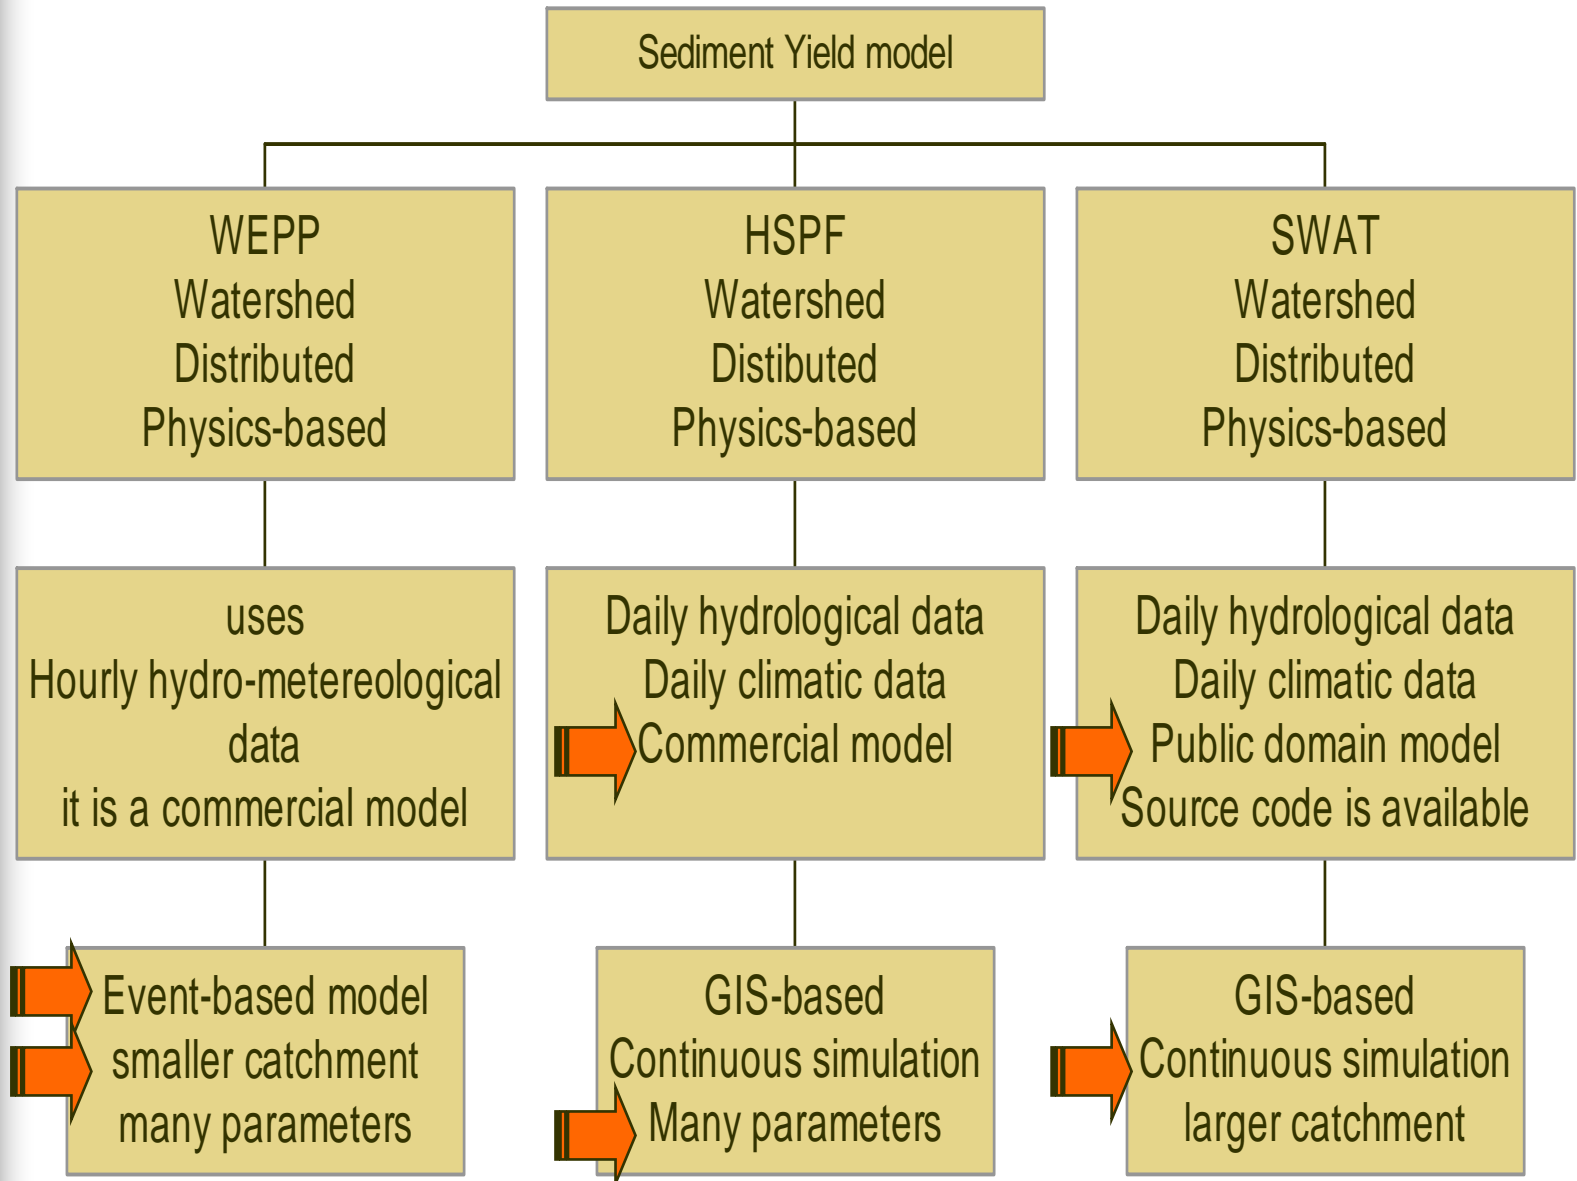 Sediment Yield model
WEPP
Watershed
Distributed
Physics-based
HSPF
Watershed
Distibuted
Physics-based
SWAT
Watershed
Distributed
Physics-based
uses
Hourly hydro-metereological
data
it is a commercial model
Daily hydrological data
Daily climatic data
Commercial model
Daily hydrological data
Daily climatic data
Public domain model
Source code is available
Event-based model
smaller catchment
many parameters
GIS-based
Continuous simulation
Many parameters
GIS-based
Continuous simulation
larger catchment